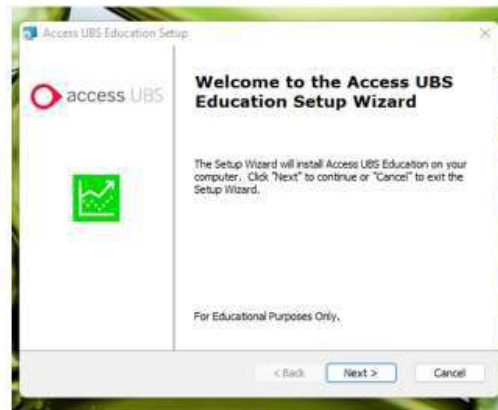 Access UBS Education Setup
access UBS
Welcome to the Access UBS
Education Setup Wizard
The Setup Wizard will install Access UBS Education on your
computer. Click "Next" to continue or "Cancel" to exit the
Setup Wizard.
For Educational Purposes Only.
< Back
Next >
Cancel